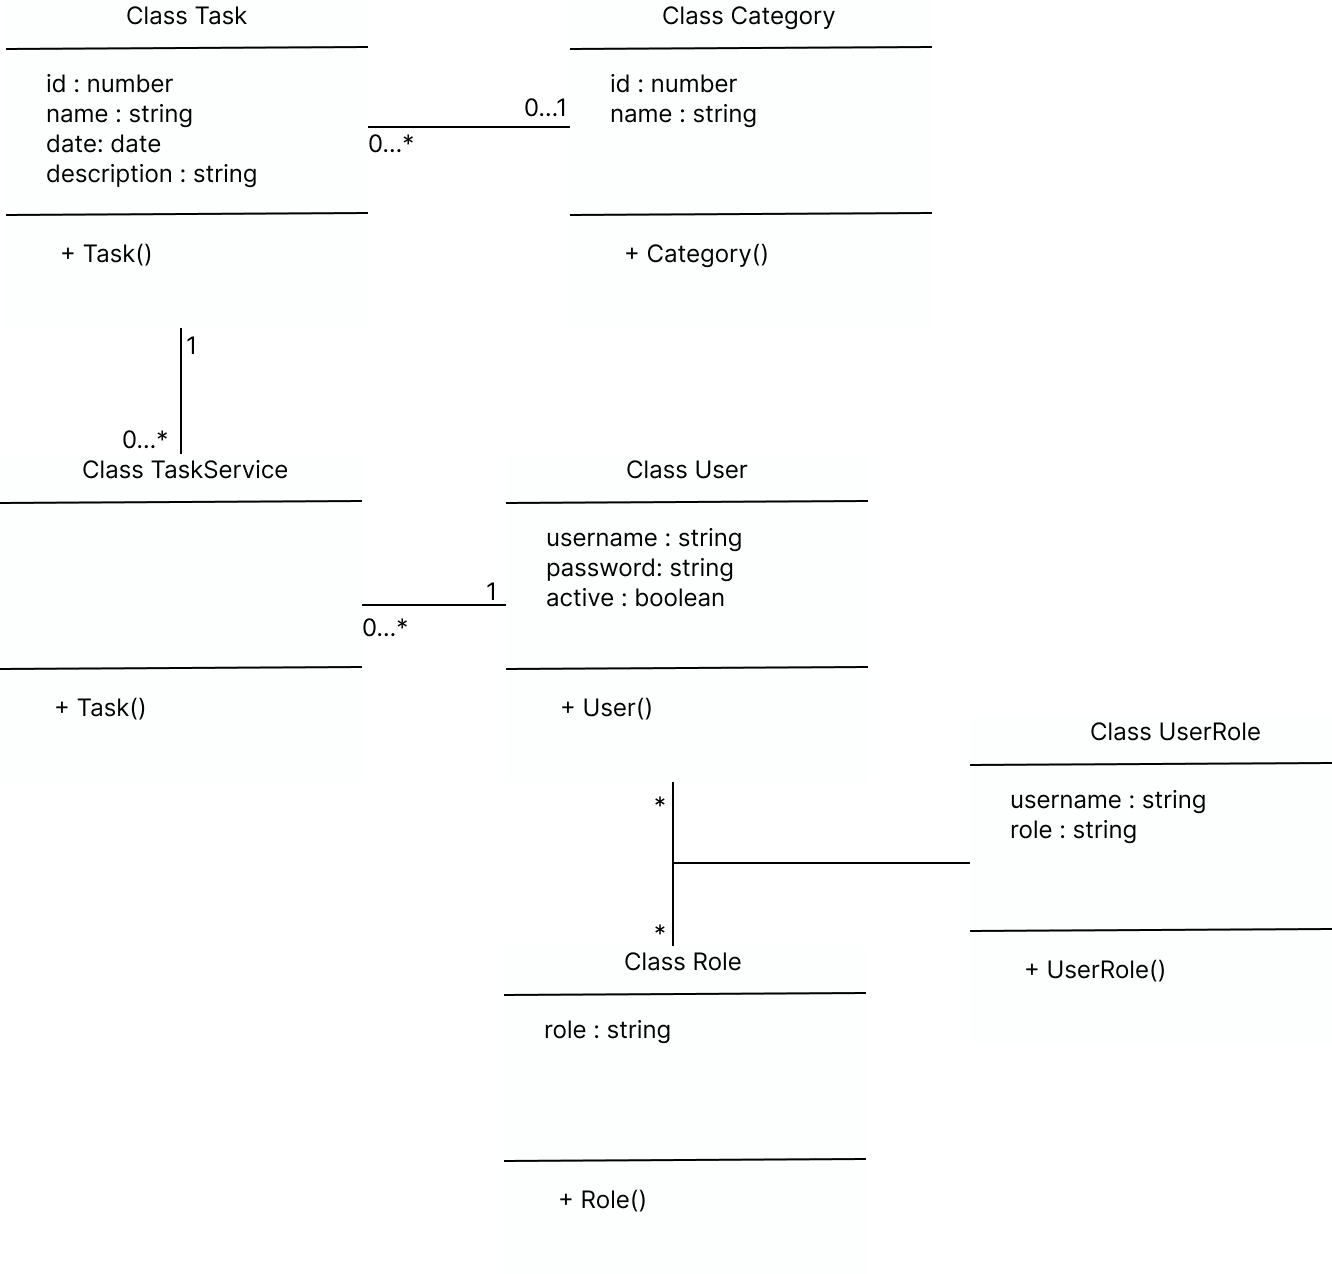 Class Task
id : number
name : string
date: date
description : string
+ Task()
0...*
0...1
Class Category
id : number
name : string
+ Category()
1
0...*
Class TaskService
+ Task()
0...*
1
Class User
username : string
password: string
active : boolean
+ User()
*
*
Class UserRole
username : string
role : string
+ UserRole()
Class Role
role : string
+ Role()